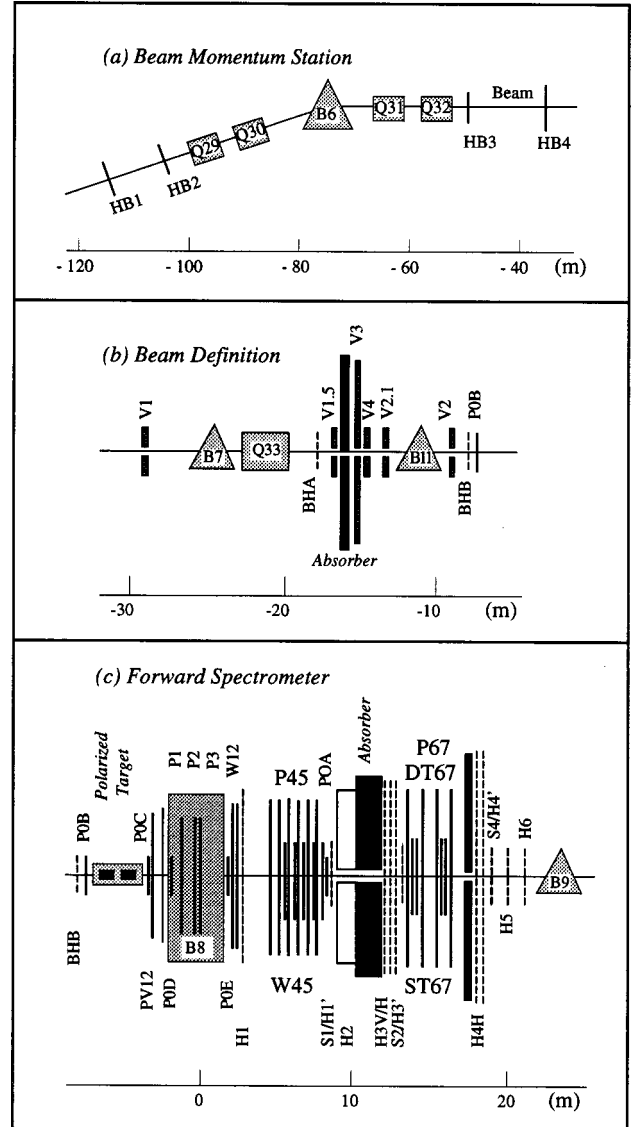 (a) Beam Momentum Station
B6
Q31
Q32
Beam
Q29
Q30
HB1
HB2
HB3
HB4
- 120
- 100
- 80
- 60
- 40
(m)
(b) Beam Definition
V1
V1.5
V3
V4
V2.1
V2
P0B
B7
Q33
B11
BHA
BHB
Absorber
-30
-20
-10
(m)
(c) Forward Spectrometer
Polarized
Target
P0B
P0C
P1
P2
P3
W12
P45
POA
Absorber
P67
DT67
S4/H4'
H6
B8
B9
BHB
PV12
P0D
P0E
H1
W45
S1/H1'
H2
H3V/H
S2/H3'
ST67
H4H
H5
0
10
20
(m)